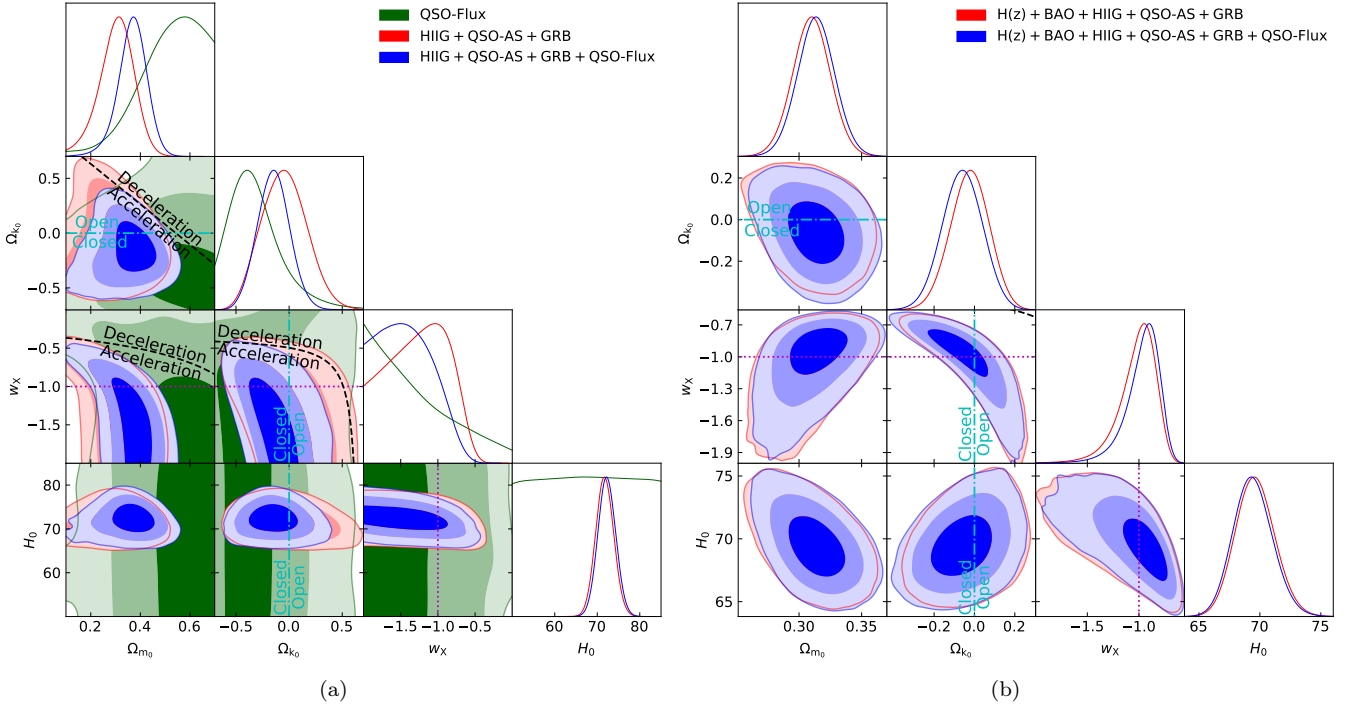 QSO-Flux
HIIG + QSO-AS + GRB
HIIG + QSO-AS + GRB + QSO-Flux
Ωk0
0.5
0.0
−0.5
Deceleration
Acceleration
Open
Closed
wX
−0.5
−1.0
−1.5
Deceleration
Acceleration
Deceleration
Acceleration
Closed
Open
H0
80
70
60
Closed
Open
0.2 0.4 0.6
Ωm0
−0.5 0.0 0.5
Ωk0
−1.5 −1.0 −0.5
wX
60 70 80
H0
(a)
H(z) + BAO + HIIG + QSO-AS + GRB
H(z) + BAO + HIIG + QSO-AS + GRB + QSO-Flux
Ωk0
0.2
0.0
−0.2
Open
Closed
wX
−0.7
−1.0
−1.3
−1.6
−1.9
Closed
Open
H0
75
70
65
Closed
Open
0.30 0.35
Ωm0
−0.2 0.0 0.2
Ωk0
−1.5 −1.0
wX
65 70 75
H0
(b)